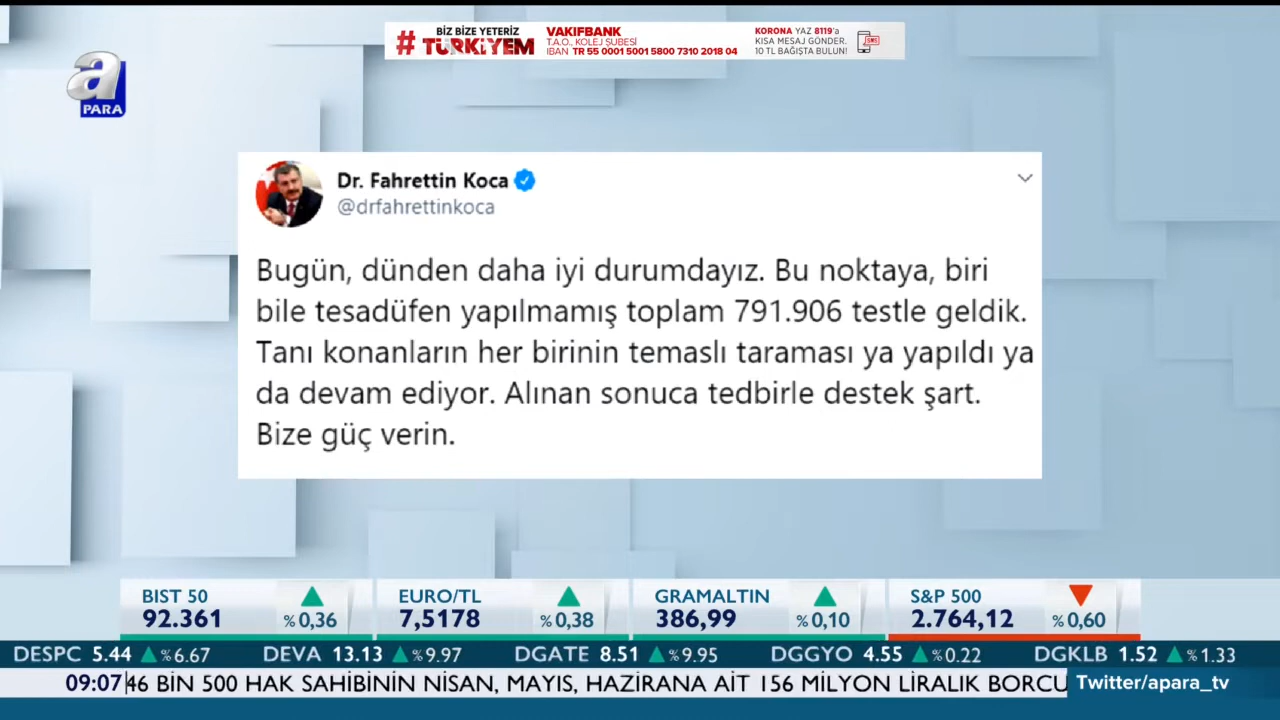 BİZ BİZE YETERİZ
# TÜRKİYEM
VAKIFBANK
T.A.O., KOLEJ ŞUBESİ
IBAN TR 55 0001 5001 5800 7310 2018 04
KORONA YAZ 8119'a
KISA MESAJ GÖNDER,
10 TL BAĞIŞTA BULUN!
SMS
a
PARA
Dr. Fahrettin Koca
@drfahrettinkoca
Bugün, dünden daha iyi durumdayız. Bu noktaya, biri
bile tesadüfen yapılmamış toplam 791.906 testle geldik.
Tanı konanların her birinin temaslı taraması ya yapıldı ya
da devam ediyor. Alınan sonuca tedbirle destek şart.
Bize güç verin.
BIST 50
92.361
%0,36
EURO/TL
7,5178
%0,38
GRAMALTIN
386,99
%0,10
S&P 500
2.764,12
%0,60
DESPC 5.44 %6.67 DEVA 13.13 %9.97 DGATE 8.51 %9.95 DGGYO 4.55 %0.22 DGKLB 1.52 %1.33
09:07 46 BİN 500 HAK SAHİBİNİN NİSAN, MAYIS, HAZİRANA AİT 156 MİLYON LİRALIK BORCU Twitter/apara_tv